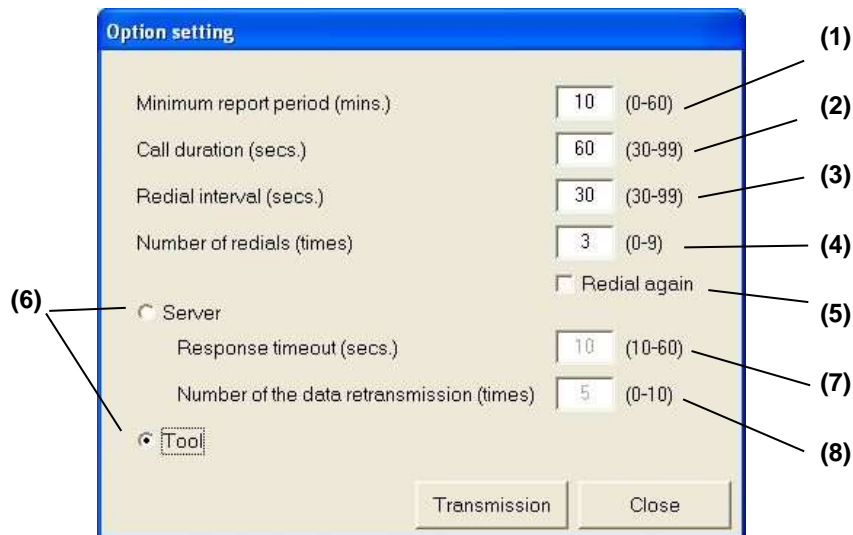 Option setting
(1)
Minimum report period (mins.) 10 (0-60)
(2)
Call duration (secs.) 60 (30-99)
(3)
Redial interval (secs.) 30 (30-99)
Number of redials (times) 3 (0-9)
(4)
Redial again
(5)
(6)
Server
Response timeout (secs.) 10 (10-60)
(7)
Number of the data retransmission (times) 5 (0-10)
(8)
Tool
Transmission Close